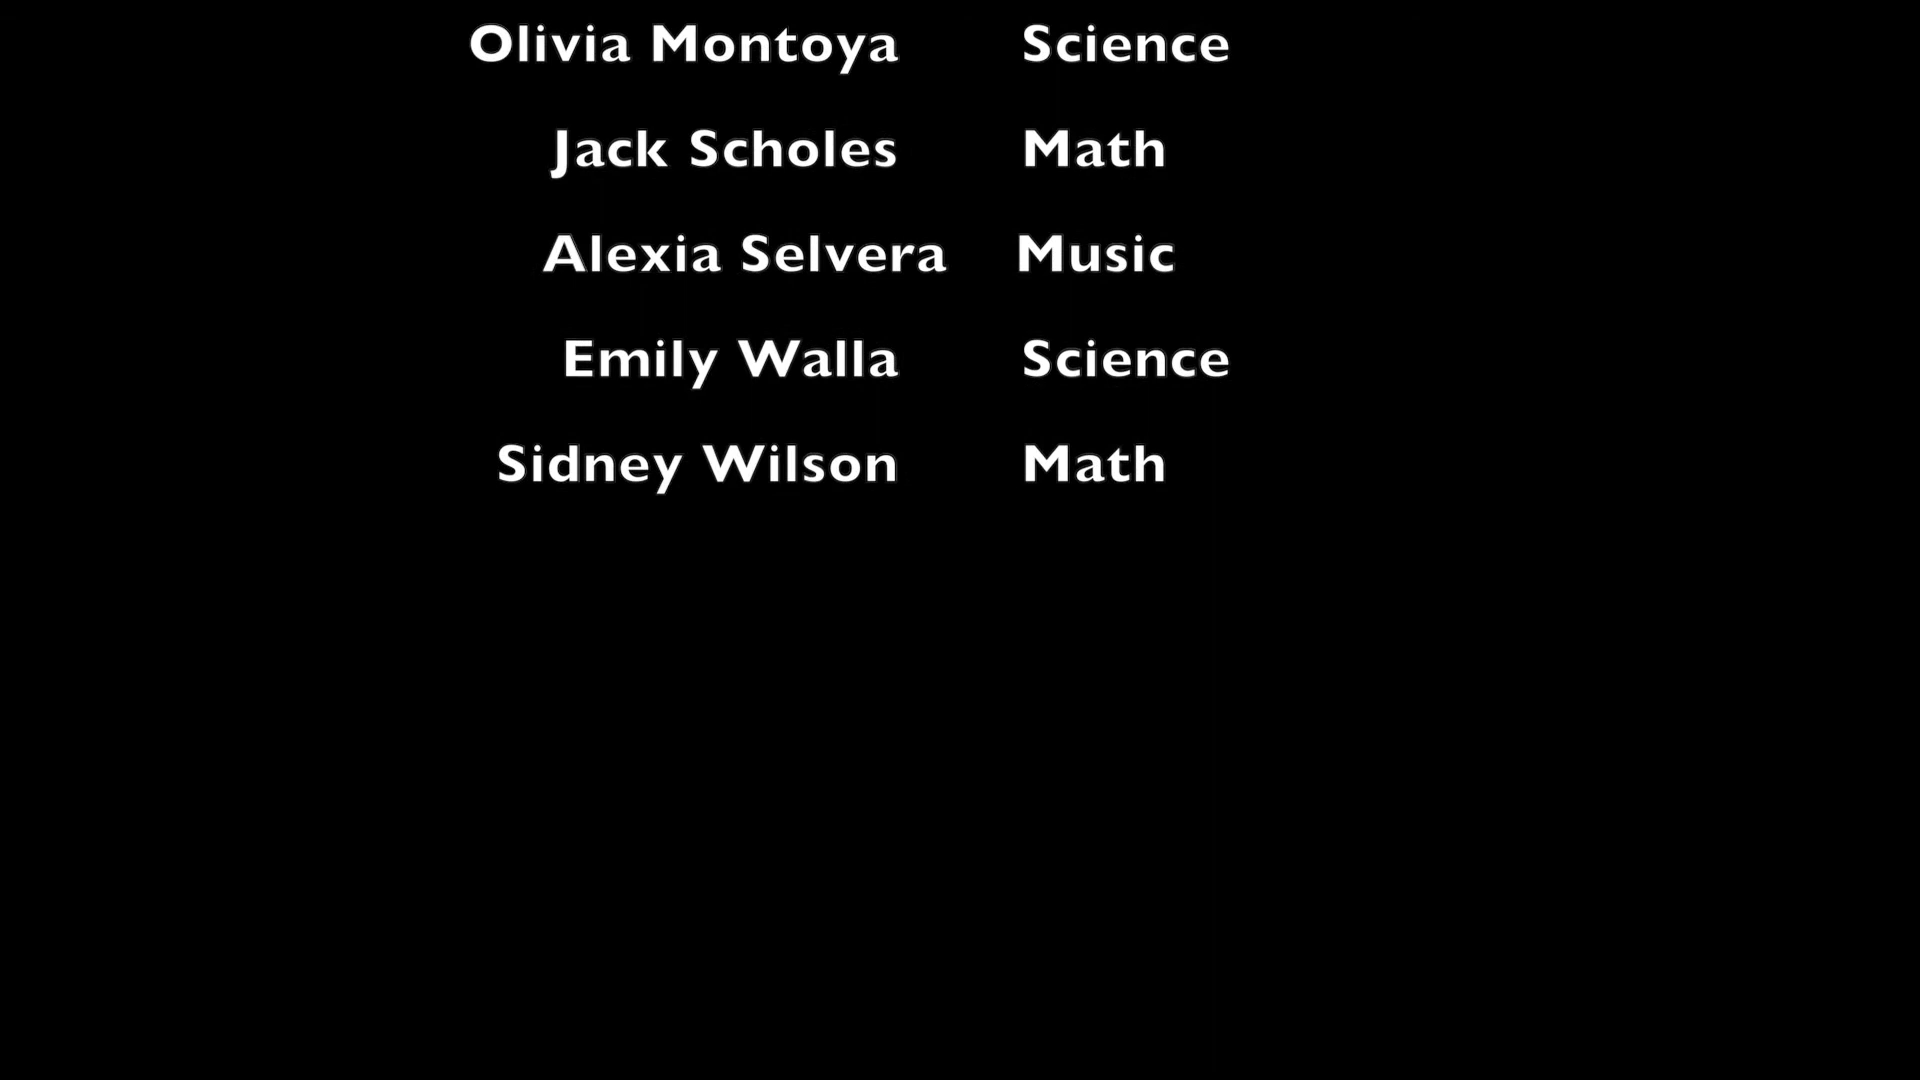 Olivia Montoya Science
Jack Scholes Math
Alexia Selvera Music
Emily Walla Science
Sidney Wilson Math